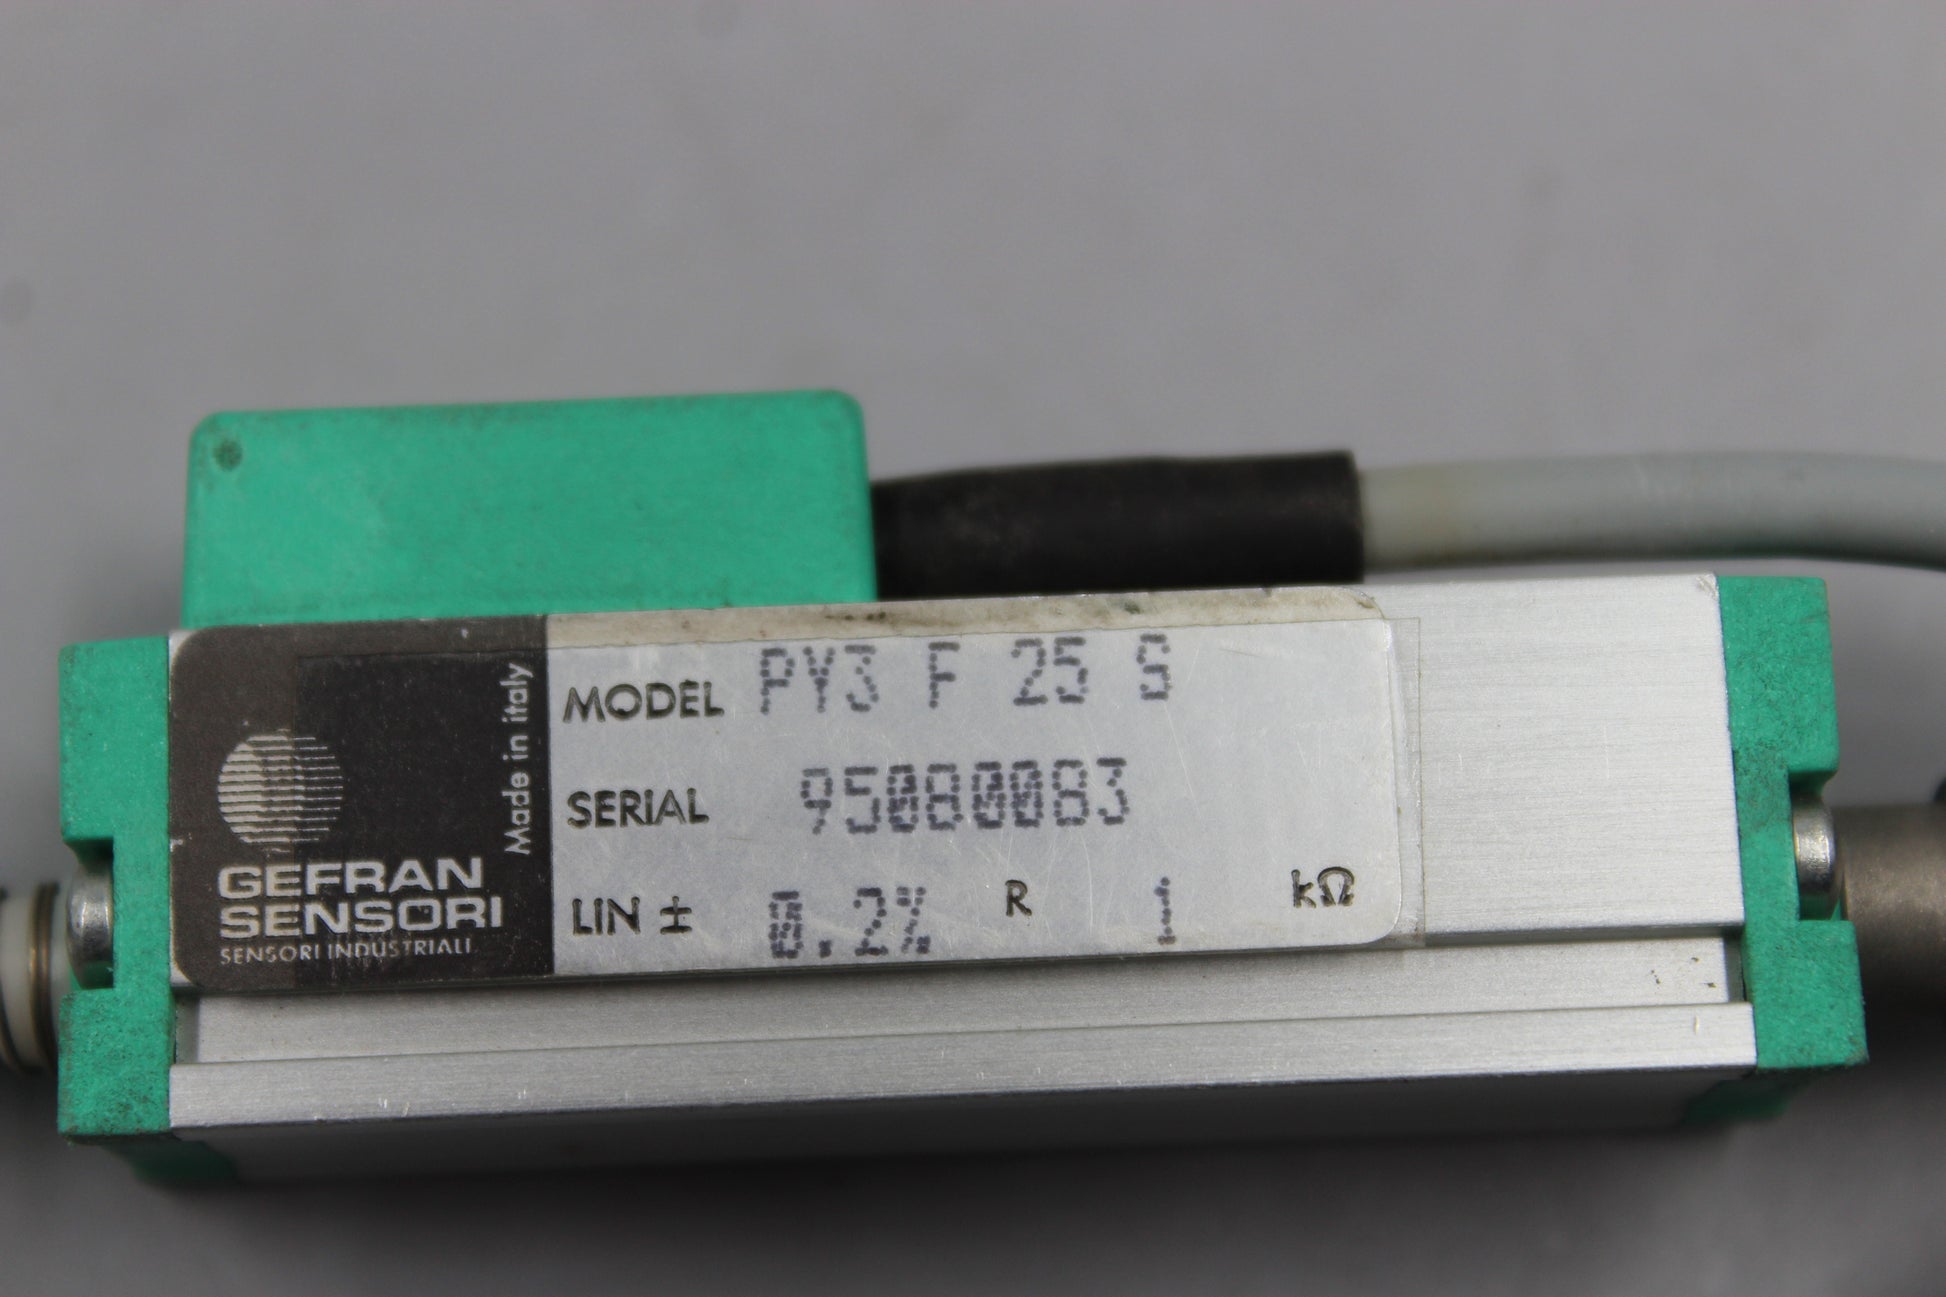 GEFRAN
SENSORI
SENSORI INDUSTRIALI
Made in italy
MODEL PY3 F 25 S
SERIAL 95080083
LIN ± 0.2% R 1 kΩ